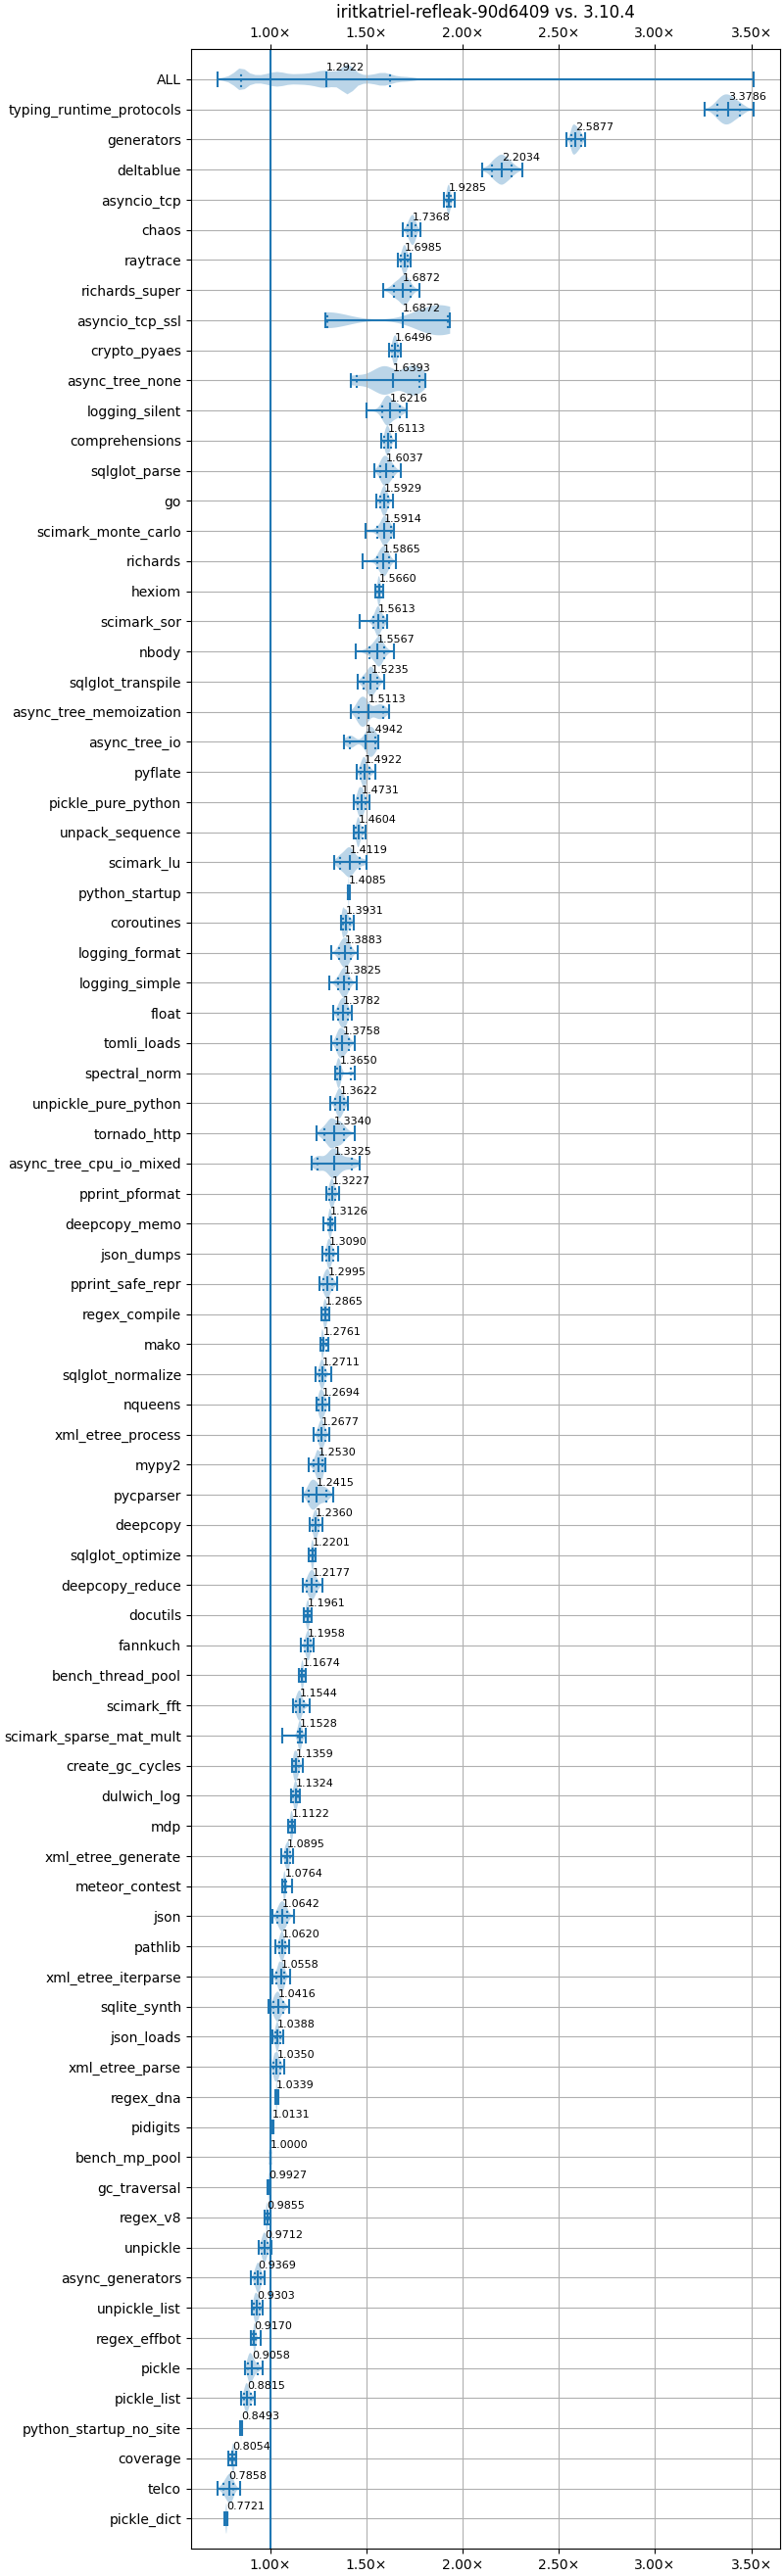 iritkatriel-refleak-90d6409 vs. 3.10.4
1.00× 1.50× 2.00× 2.50× 3.00× 3.50×
ALL 1.2922
typing_runtime_protocols 3.3786
generators 2.5877
deltablue 2.2034
asyncio_tcp 1.9285
chaos 1.7368
raytrace 1.6985
richards_super 1.6872
asyncio_tcp_ssl 1.6872
crypto_pyaes 1.6496
async_tree_none 1.6393
logging_silent 1.6216
comprehensions 1.6113
sqlglot_parse 1.6037
go 1.5929
scimark_monte_carlo 1.5914
richards 1.5865
hexiom 1.5660
scimark_sor 1.5613
nbody 1.5567
sqlglot_transpile 1.5235
async_tree_memoization 1.5113
async_tree_io 1.4942
pyflate 1.4922
pickle_pure_python 1.4731
unpack_sequence 1.4604
scimark_lu 1.4119
python_startup 1.4085
coroutines 1.3931
logging_format 1.3883
logging_simple 1.3825
float 1.3782
tomli_loads 1.3758
spectral_norm 1.3650
unpickle_pure_python 1.3622
tornado_http 1.3340
async_tree_cpu_io_mixed 1.3325
pprint_pformat 1.3227
deepcopy_memo 1.3126
json_dumps 1.3090
pprint_safe_repr 1.2995
regex_compile 1.2865
mako 1.2761
sqlglot_normalize 1.2711
nqueens 1.2694
xml_etree_process 1.2677
mypy2 1.2530
pycparser 1.2415
deepcopy 1.2360
sqlglot_optimize 1.2201
deepcopy_reduce 1.2177
docutils 1.1961
fannkuch 1.1958
bench_thread_pool 1.1674
scimark_fft 1.1544
scimark_sparse_mat_mult 1.1528
create_gc_cycles 1.1359
dulwich_log 1.1324
mdp 1.1122
xml_etree_generate 1.0895
meteor_contest 1.0764
json 1.0642
pathlib 1.0620
xml_etree_iterparse 1.0558
sqlite_synth 1.0416
json_loads 1.0388
xml_etree_parse 1.0350
regex_dna 1.0339
pidigits 1.0131
bench_mp_pool 1.0000
gc_traversal 0.9927
regex_v8 0.9855
unpickle 0.9712
async_generators 0.9369
unpickle_list 0.9303
regex_effbot 0.9170
pickle 0.9058
pickle_list 0.8815
python_startup_no_site 0.8493
coverage 0.8054
telco 0.7858
pickle_dict 0.7721
1.00× 1.50× 2.00× 2.50× 3.00× 3.50×